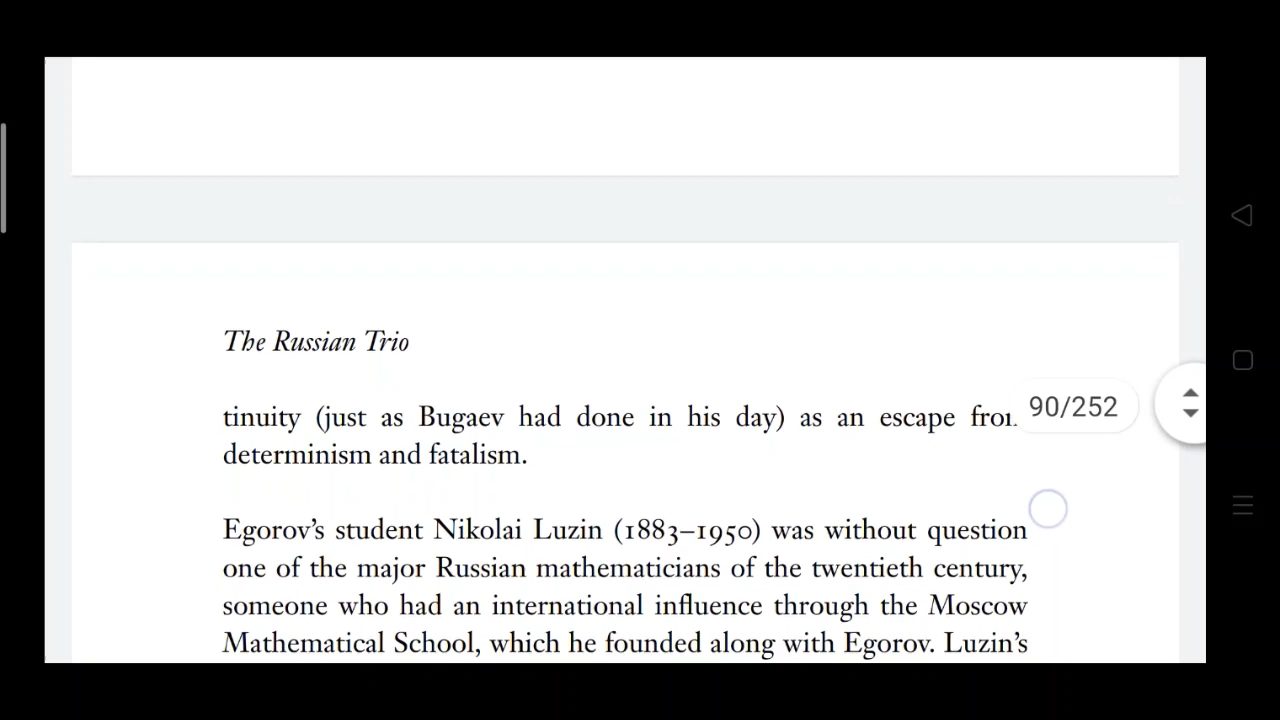 The Russian Trio
tinuity (just as Bugaev had done in his day) as an escape
90/252
determinism and fatalism.
Egorov’s student Nikolai Luzin (1883–1950) was without question
one of the major Russian mathematicians of the twentieth century,
someone who had an international influence through the Moscow
Mathematical School, which he founded along with Egorov. Luzin’s